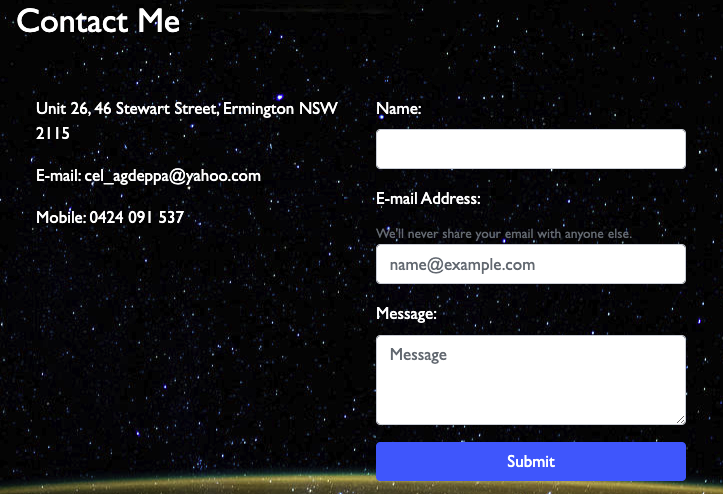 Contact Me
Unit 26, 46 Stewart Street, Ermington NSW
2115
E-mail: cel_agdeppa@yahoo.com
Mobile: 0424 091 537
Name:
E-mail Address:
We'll never share your email with anyone else.
name@example.com
Message:
Message
Submit